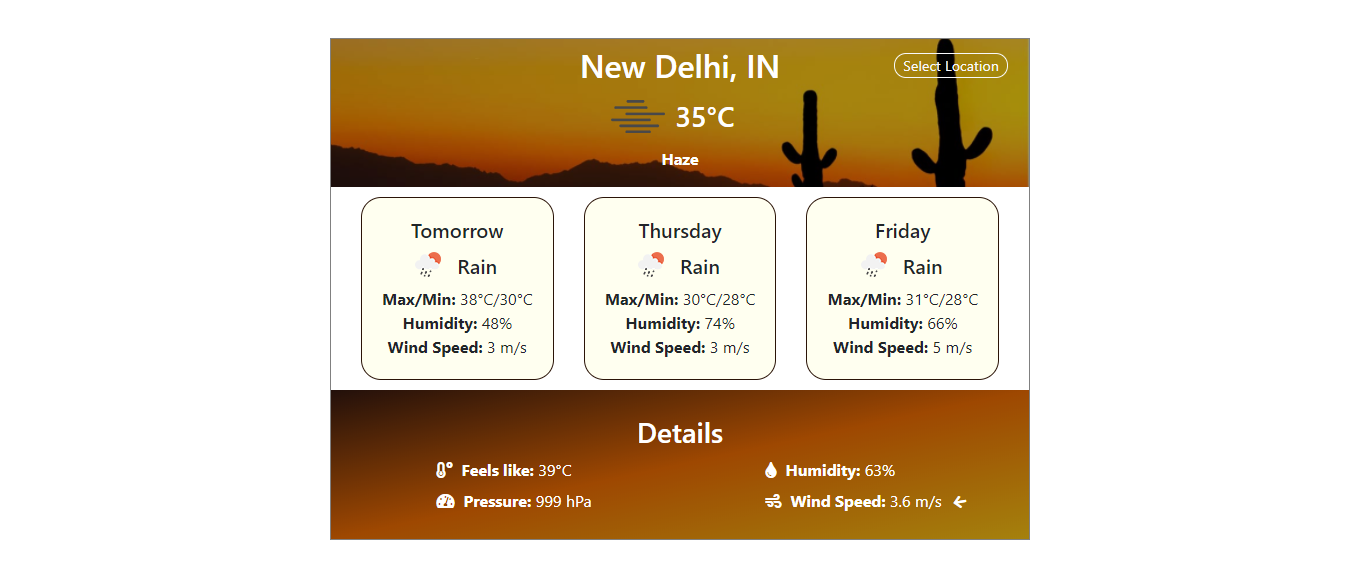 New Delhi, IN
Select Location
35°C
Haze
Tomorrow
Rain
Max/Min: 38°C/30°C
Humidity: 48%
Wind Speed: 3 m/s
Thursday
Rain
Max/Min: 30°C/28°C
Humidity: 74%
Wind Speed: 3 m/s
Friday
Rain
Max/Min: 31°C/28°C
Humidity: 66%
Wind Speed: 5 m/s
Details
Feels like: 39°C
Humidity: 63%
Pressure: 999 hPa
Wind Speed: 3.6 m/s